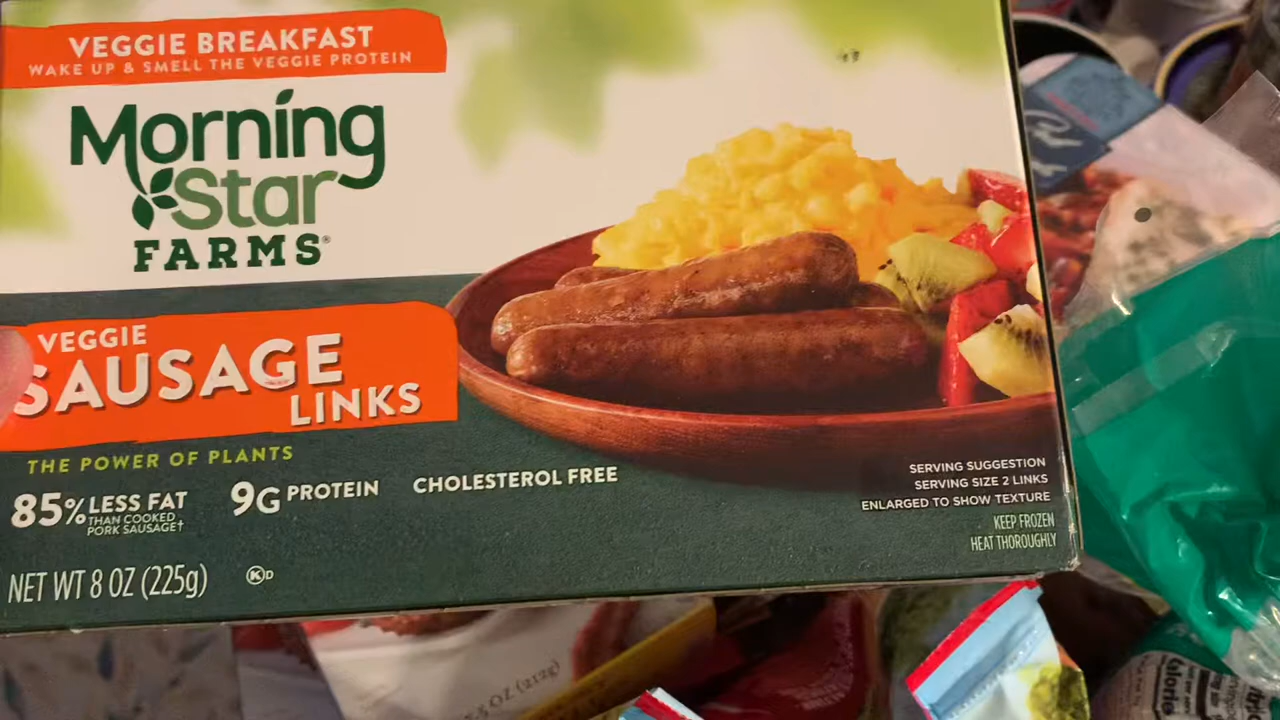 VEGGIE BREAKFAST
WAKE UP & SMELL THE VEGGIE PROTEIN
Morning
Star
FARMS®
VEGGIE
SAUSAGE
LINKS
THE POWER OF PLANTS
85% LESS FAT
THAN COOKED
PORK SAUSAGE†
9G PROTEIN
CHOLESTEROL FREE
SERVING SUGGESTION
SERVING SIZE 2 LINKS
ENLARGED TO SHOW TEXTURE
KEEP FROZEN
HEAT THOROUGHLY
NET WT 8 OZ (225g)
K D
OZ (212g)